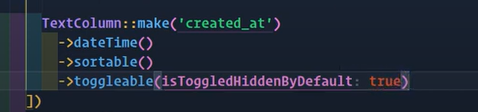 TextColumn::make('created_at')
->dateTime()
->sortable()
->toggleable(isToggledHiddenByDefault: true)
])